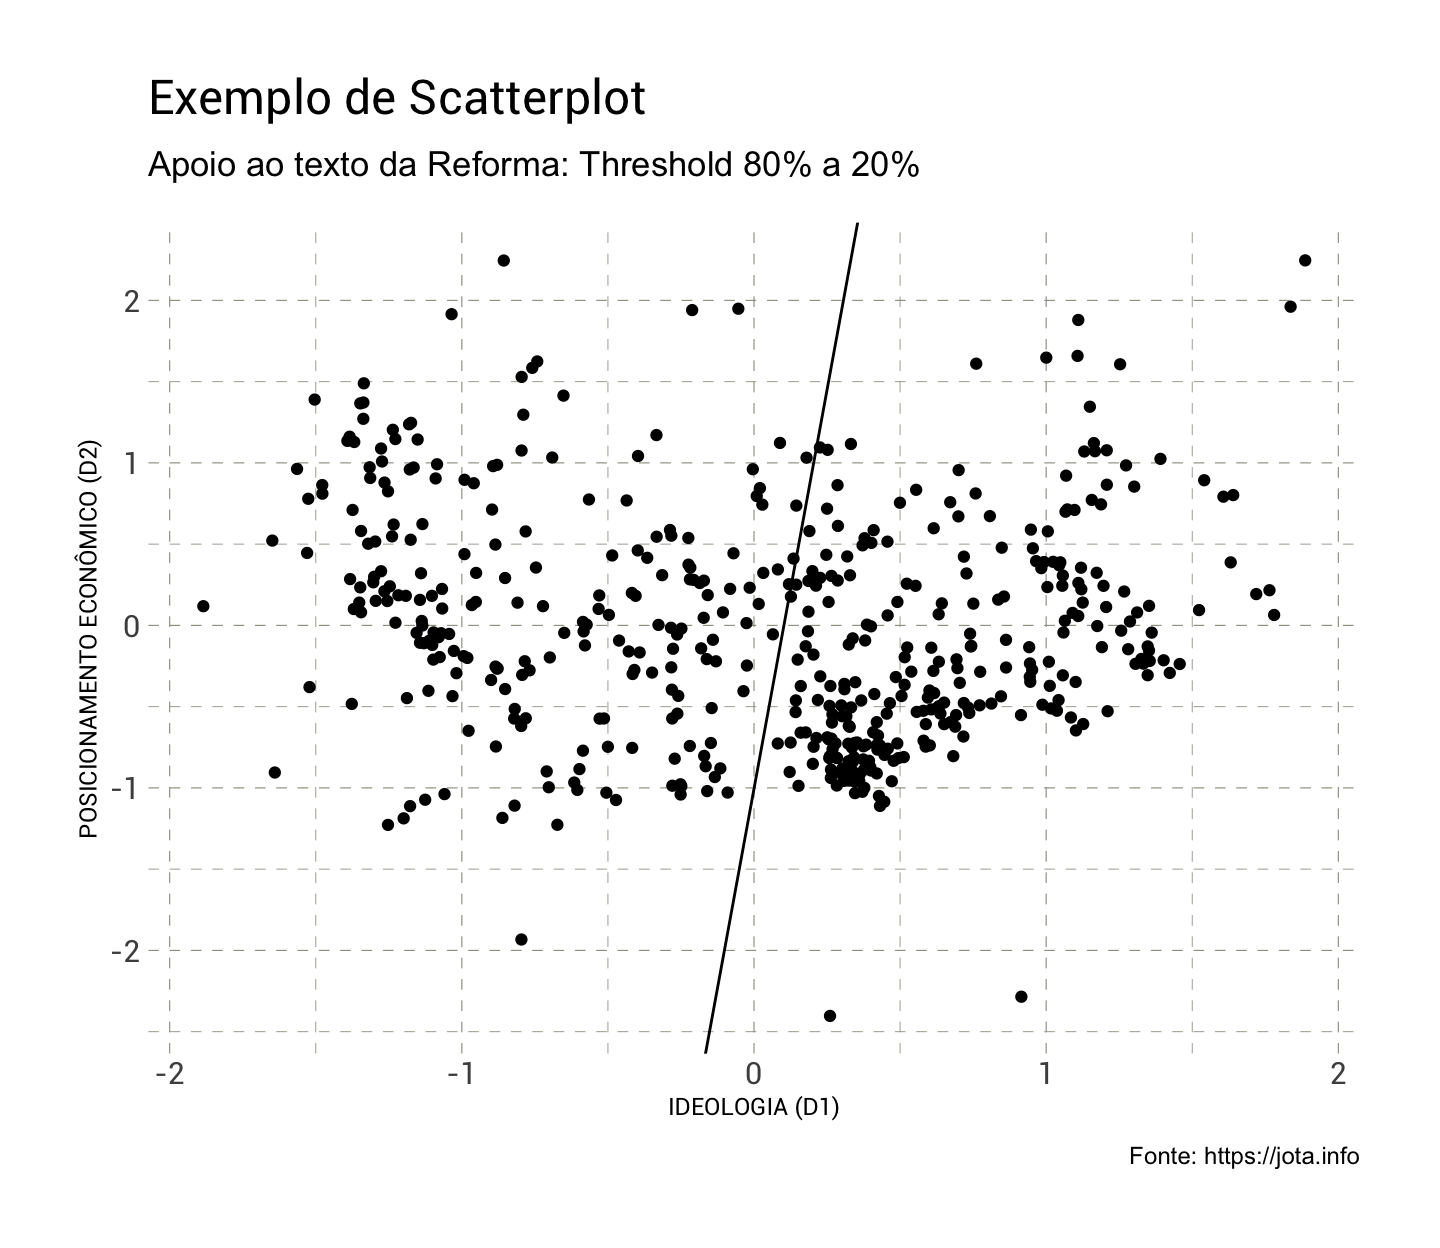 Exemplo de Scatterplot
Apoio ao texto da Reforma: Threshold 80% a 20%
POSICIONAMENTO ECONÔMICO (D2)
2
1
0
-1
-2
-2 -1 0 1 2
IDEOLOGIA (D1)
Fonte: https://jota.info